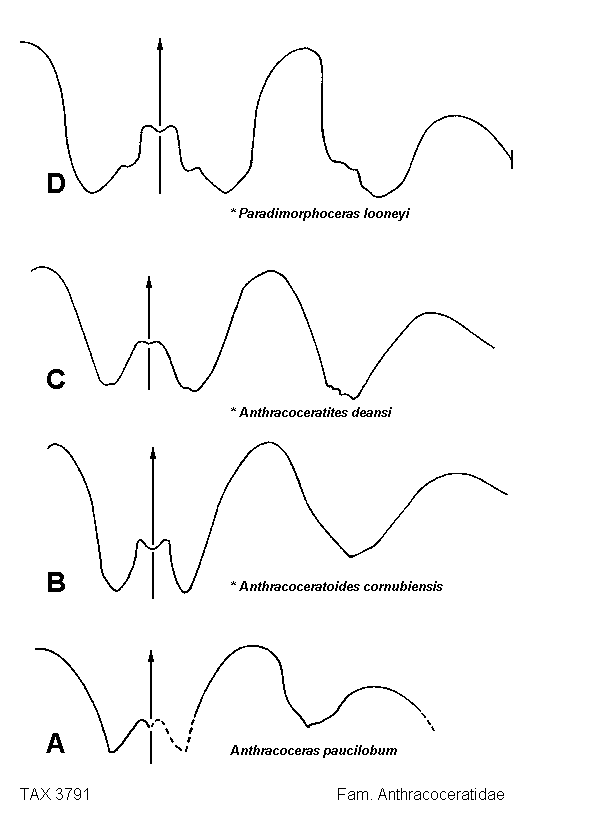 D
* Paradimorphoceras looneyi
C
* Anthracoceratites deansi
B
* Anthracoceratoides cornubiensis
A
Anthracoceras paucilobum
TAX 3791 Fam. Anthracoceratidae